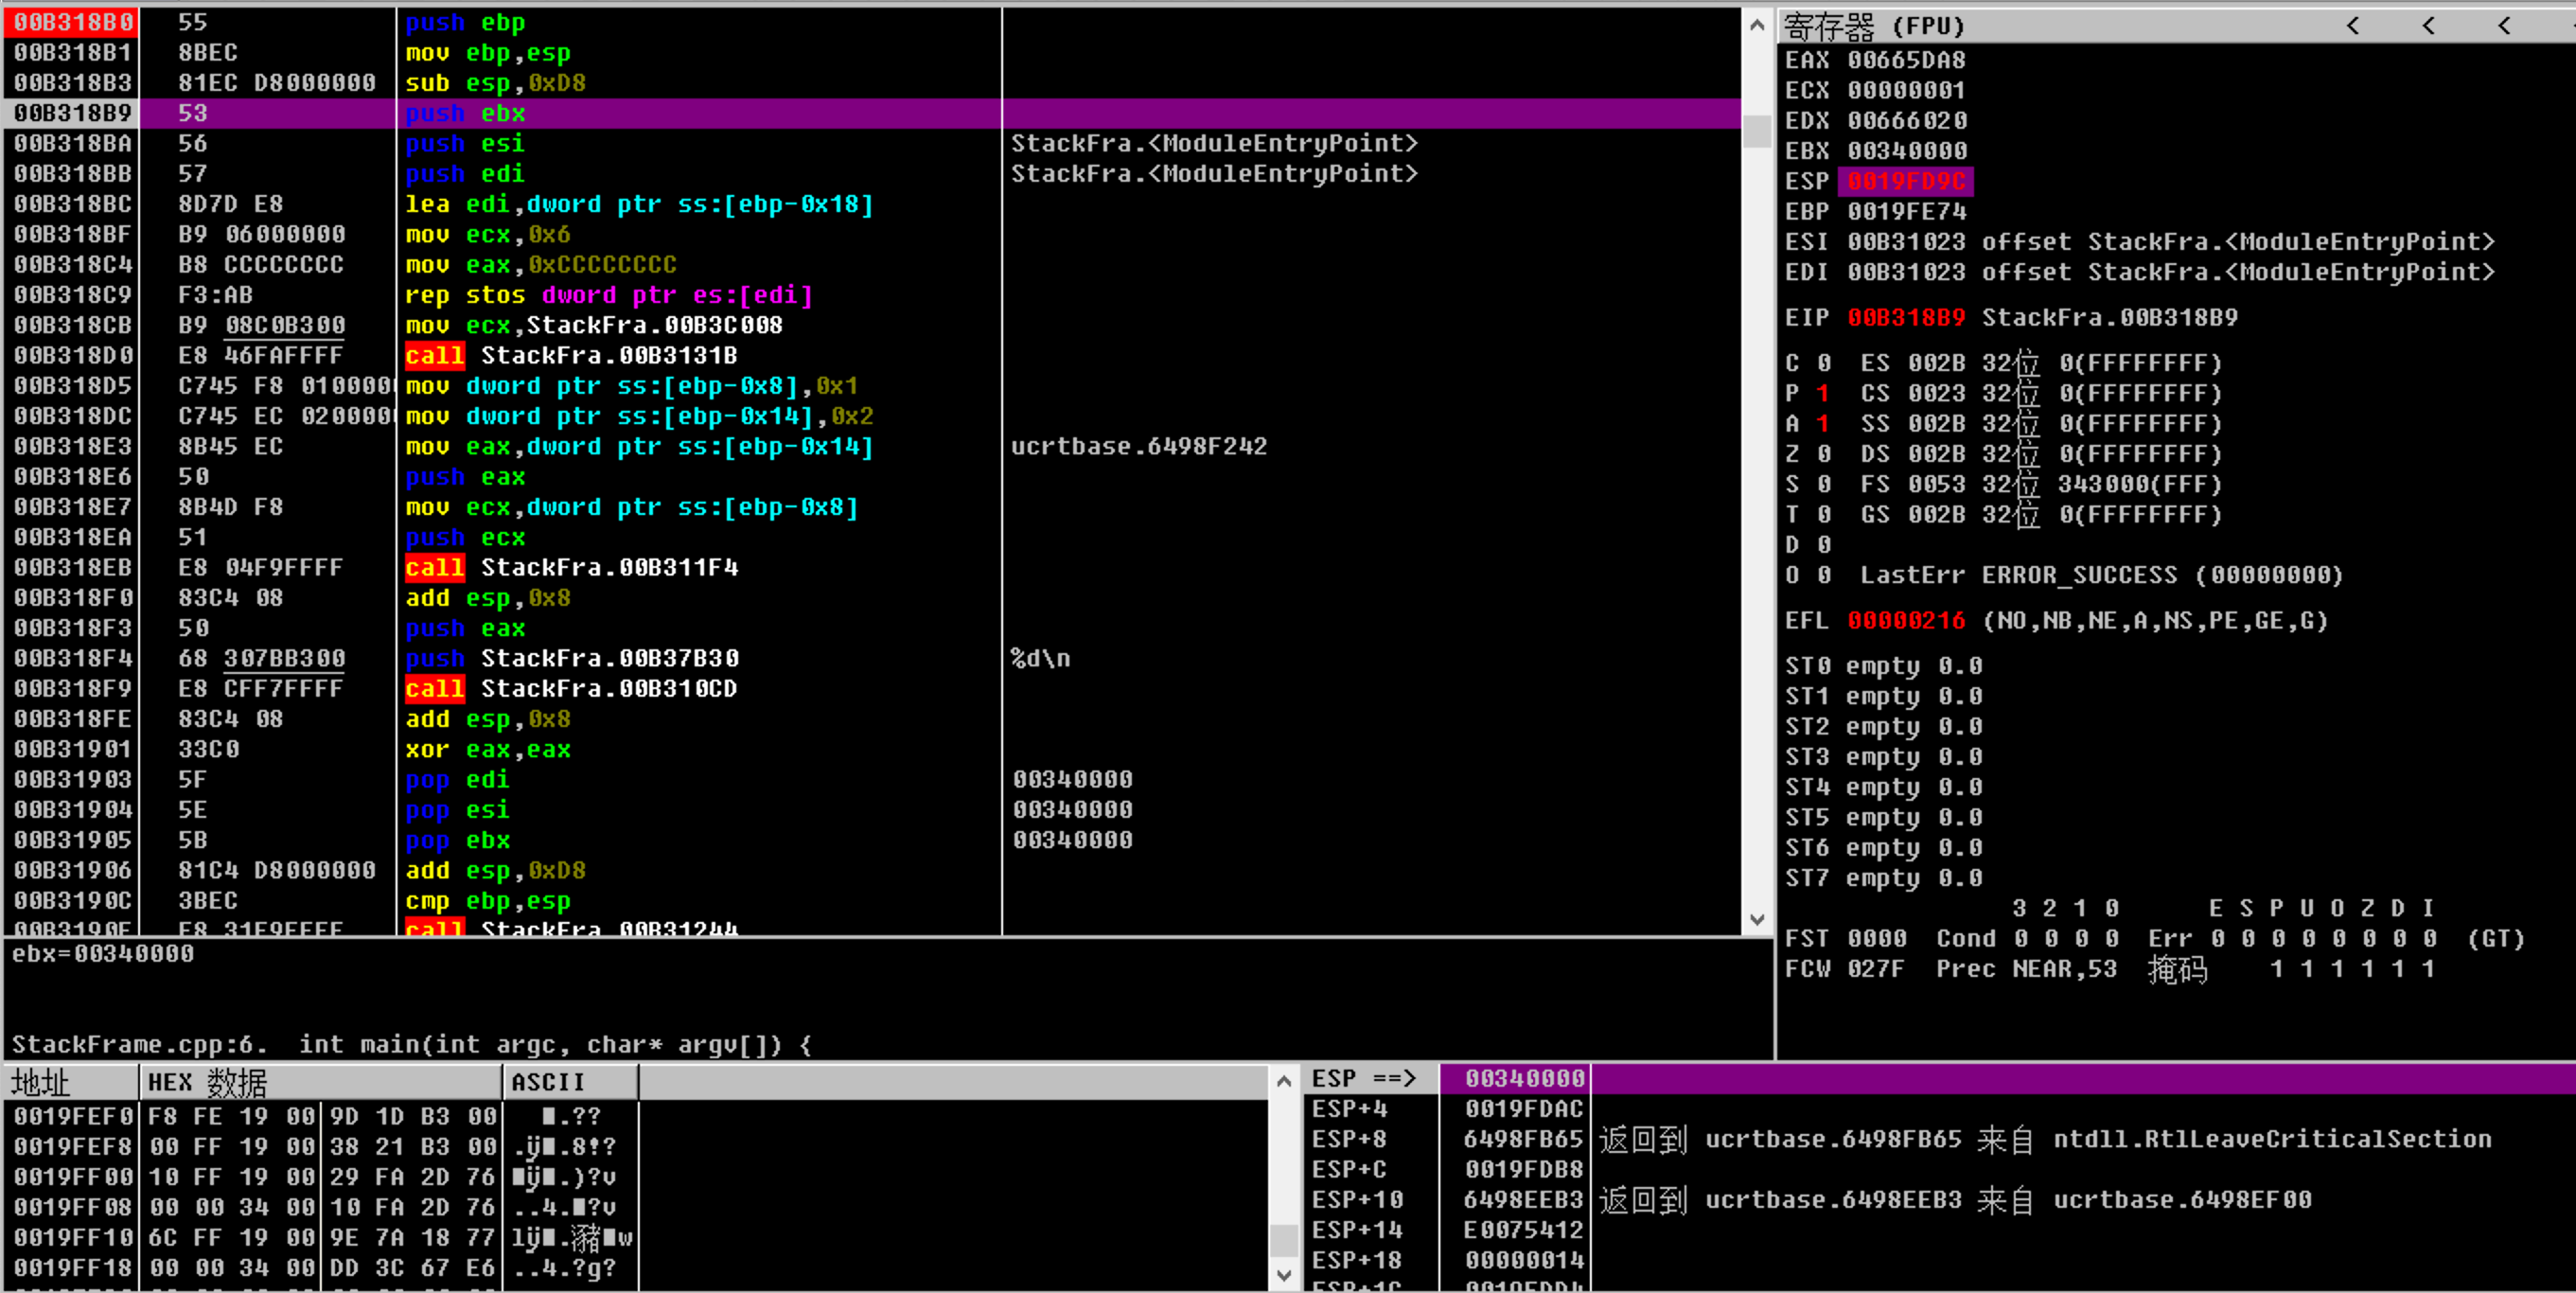 00B318B0 55 push ebp
00B318B1 8BEC mov ebp,esp
00B318B3 81EC D8000000 sub esp,0xD8
00B318B9 53 push ebx
00B318BA 56 push esi StackFra.<ModuleEntryPoint>
00B318BB 57 push edi StackFra.<ModuleEntryPoint>
00B318BC 8D7D E8 lea edi,dword ptr ss:[ebp-0x18]
00B318BF B9 06000000 mov ecx,0x6
00B318C4 B8 CCCCCCCC mov eax,0xCCCCCCCC
00B318C9 F3:AB rep stos dword ptr es:[edi]
00B318CB B9 08C0B300 mov ecx,StackFra.00B3C008
00B318D0 E8 46FAFFFF call StackFra.00B3131B
00B318D5 C745 F8 010000 mov dword ptr ss:[ebp-0x8],0x1
00B318DC C745 EC 020000 mov dword ptr ss:[ebp-0x14],0x2
00B318E3 8B45 EC mov eax,dword ptr ss:[ebp-0x14] ucrtbase.6498F242
00B318E6 50 push eax
00B318E7 8B4D F8 mov ecx,dword ptr ss:[ebp-0x8]
00B318EA 51 push ecx
00B318EB E8 04F9FFFF call StackFra.00B311F4
00B318F0 83C4 08 add esp,0x8
00B318F3 50 push eax
00B318F4 68 307BB300 push StackFra.00B37B30 %d\n
00B318F9 E8 CFF7FFFF call StackFra.00B310CD
00B318FE 83C4 08 add esp,0x8
00B31901 33C0 xor eax,eax
00B31903 5F pop edi 00340000
00B31904 5E pop esi 00340000
00B31905 5B pop ebx 00340000
00B31906 81C4 D8000000 add esp,0xD8
00B3190C 3BEC cmp ebp,esp
00B3190E E8 31F9FFFF call StackFra.00B31244
ebx=00340000
StackFrame.cpp:6. int main(int argc, char* argv[]) {
寄存器 (FPU) < < <
EAX 00665DA8
ECX 00000001
EDX 00666020
EBX 00340000
ESP 0019FD9C
EBP 0019FE74
ESI 00B31023 offset StackFra.<ModuleEntryPoint>
EDI 00B31023 offset StackFra.<ModuleEntryPoint>
EIP 00B318B9 StackFra.00B318B9
C 0 ES 002B 32位 0(FFFFFFFF)
P 1 CS 0023 32位 0(FFFFFFFF)
A 1 SS 002B 32位 0(FFFFFFFF)
Z 0 DS 002B 32位 0(FFFFFFFF)
S 0 FS 0053 32位 343000(FFF)
T 0 GS 002B 32位 0(FFFFFFFF)
D 0
O 0 LastErr ERROR_SUCCESS (00000000)
EFL 00000216 (NO,NB,NE,A,NS,PE,GE,G)
ST0 empty 0.0
ST1 empty 0.0
ST2 empty 0.0
ST3 empty 0.0
ST4 empty 0.0
ST5 empty 0.0
ST6 empty 0.0
ST7 empty 0.0
3 2 1 0 E S P U O Z D I
FST 0000 Cond 0 0 0 0 Err 0 0 0 0 0 0 0 0 (GT)
FCW 027F Prec NEAR,53 掩码 1 1 1 1 1 1
地址 HEX 数据 ASCII
0019FEF0 F8 FE 19 00 9D 1D B3 00 .??
0019FEF8 00 FF 19 00 38 21 B3 00 .ÿ .8!?
0019FF00 10 FF 19 00 29 FA 2D 76 ÿ .)?v
0019FF08 00 00 34 00 10 FA 2D 76 ..4. ?v
0019FF10 6C FF 19 00 9E 7A 18 77 lÿ . w
0019FF18 00 00 34 00 DD 3C 67 E6 ..4.?g?
ESP ==> 00340000
ESP+4 0019FDAC
ESP+8 6498FB65 返回到 ucrtbase.6498FB65 来自 ntdll.RtlLeaveCriticalSection
ESP+C 0019FDB8
ESP+10 6498EEB3 返回到 ucrtbase.6498EEB3 来自 ucrtbase.6498EF00
ESP+14 E0075412
ESP+18 00000014
ESP+1C 0019FDD4